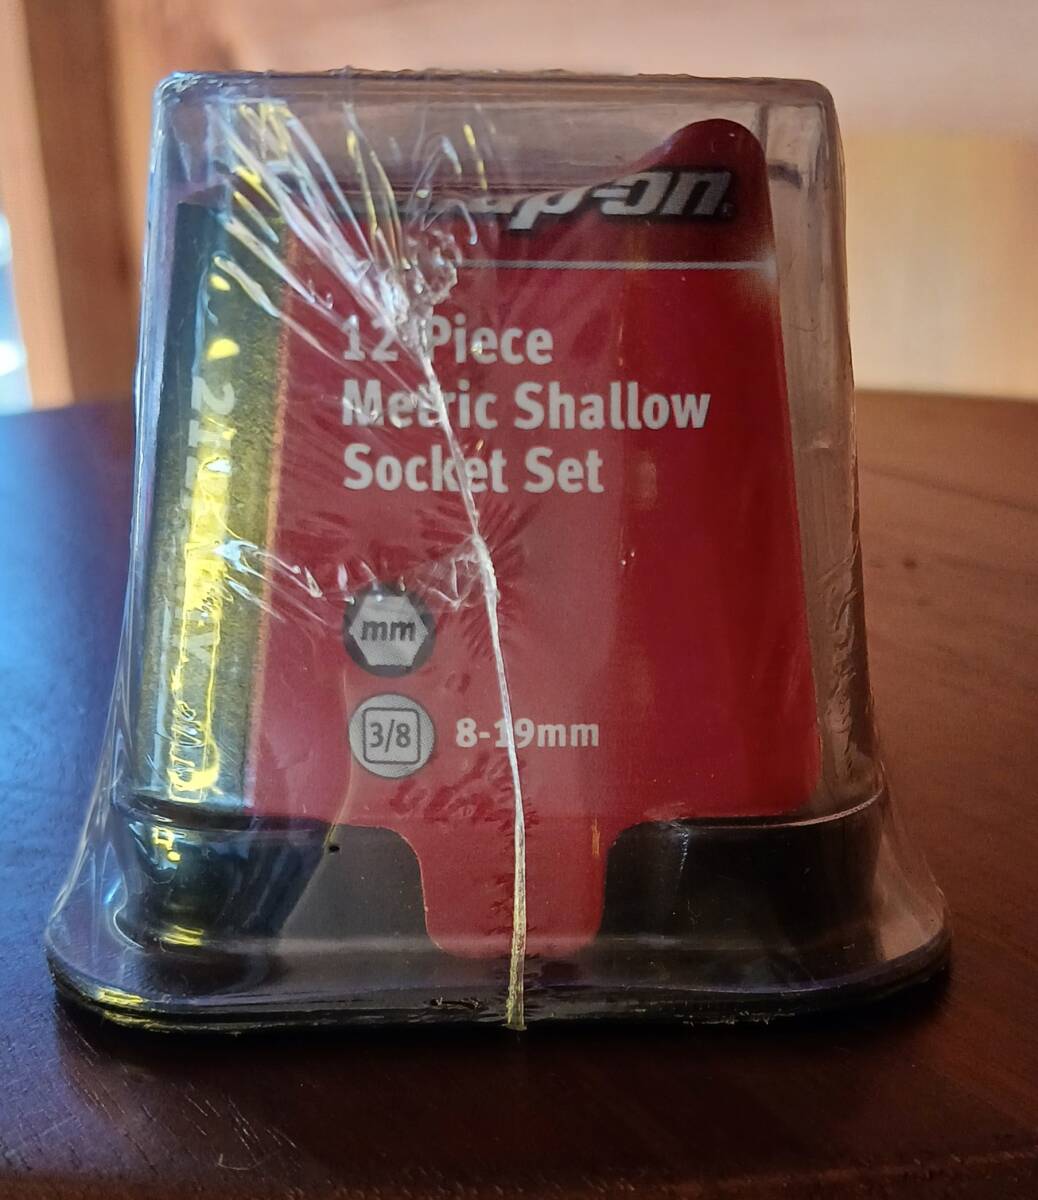 Snap-on
12 Piece
Metric Shallow
Socket Set
mm
3/8 8-19mm